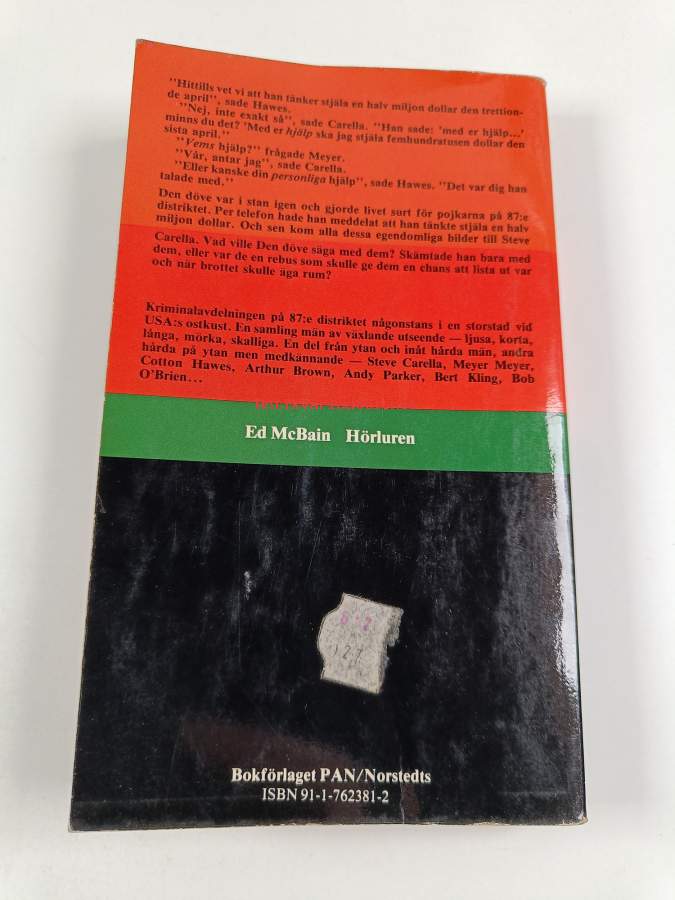 "Hittills vet vi att han tänker stjäla en halv miljon dollar den trettion-
de april", sade Hawes.
"Nej, inte exakt så", sade Carella. "Han sade: 'med er hjälp...'
minns du det? 'Med er hjälp ska jag stjäla femhundratusen dollar den
sista april."
"Vems hjälp?" frågade Meyer.
"Vår, antar jag", sade Carella.
"Eller kanske din personliga hjälp", sade Hawes. "Det var dig han
talade med."
Den döve var i stan igen och gjorde livet surt för pojkarna på 87:e
distriktet. Per telefon hade han meddelat att han tänkte stjäla en halv
miljon dollar. Och sen kom alla dessa egendomliga bilder till Steve
Carella. Vad ville Den döve säga med dem? Skämtade han bara med
dem, eller var de en rebus som skulle ge dem en chans att lista ut var
och när brottet skulle äga rum?
Kriminalavdelningen på 87:e distriktet någonstans i en storstad vid
USA:s ostkust. En samling män av växlande utseende — ljusa, korta,
långa, mörka, skalliga. En del från ytan och inåt hårda män, andra
hårda på ytan men medkännande — Steve Carella, Meyer Meyer,
Cotton Hawes, Arthur Brown, Andy Parker, Bert Kling, Bob
O'Brien...
Ed McBain Hörluren
Bokförlaget PAN/Norstedts
ISBN 91-1-762381-2